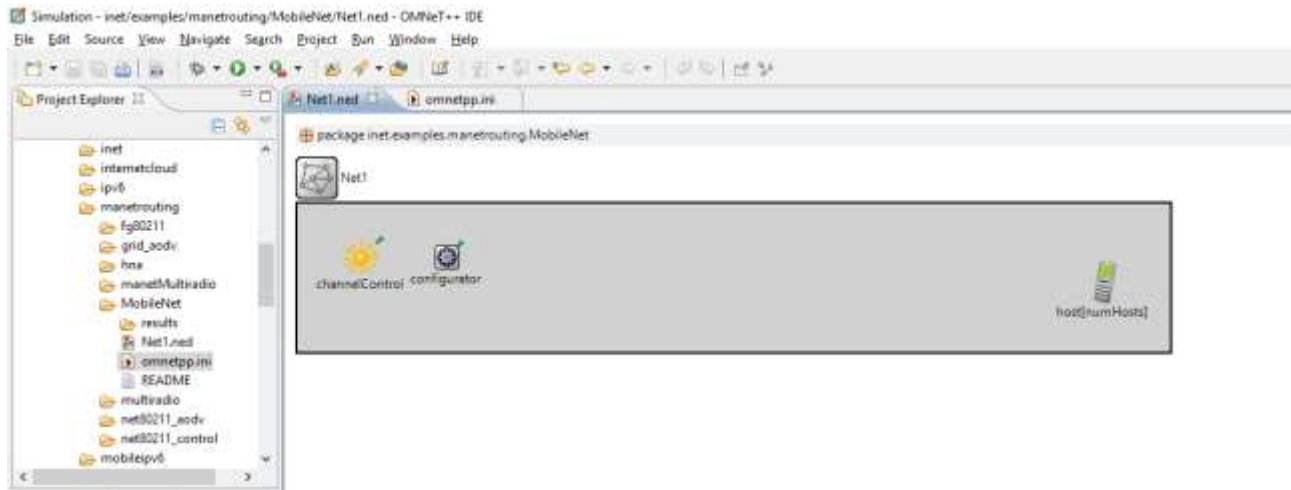 Simulation - inet/examples/manetrouting/MobileNet/Net1.ned - OMNeT++ IDE
File Edit Source View Navigate Search Project Run Window Help
Project Explorer
Net1.ned
omnetpp.ini
package inet.examples.manetrouting.MobileNet
Net1
channelControl
configurator
host[numHosts]
inet
internetcloud
ipv6
manetrouting
fg80211
grid_aodv
hna
manetMultiradio
MobileNet
results
Net1.ned
omnetpp.ini
README
multiradio
net80211_aodv
net80211_control
mobileipv6